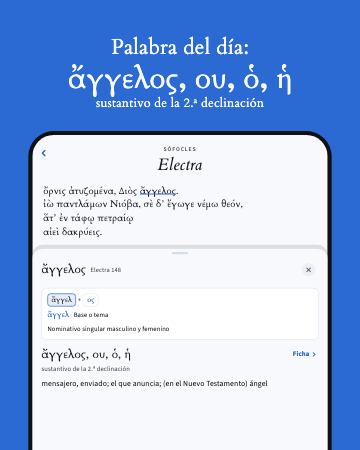 Palabra del día:
ἄγγελος, ου, ὁ, ἡ
sustantivo de la 2.ª declinación
SÓFOCLES
Electra
ὄρνις ἀτυζομένα, Διὸς ἄγγελος.
ἰὼ παντλάμων Νιόβα, σὲ δ’ ἔγωγε νέμω θεόν,
ἅτ’ ἐν τάφῳ πετραίῳ
αἰεὶ δακρύεις.
ἄγγελος Electra 148
ἄγγελ + ος
ἄγγελ Base o tema
Nominativo singular masculino y femenino
ἄγγελος, ου, ὁ, ἡ Ficha
sustantivo de la 2.ª declinación
mensajero, enviado; el que anuncia; (en el Nuevo Testamento) ángel